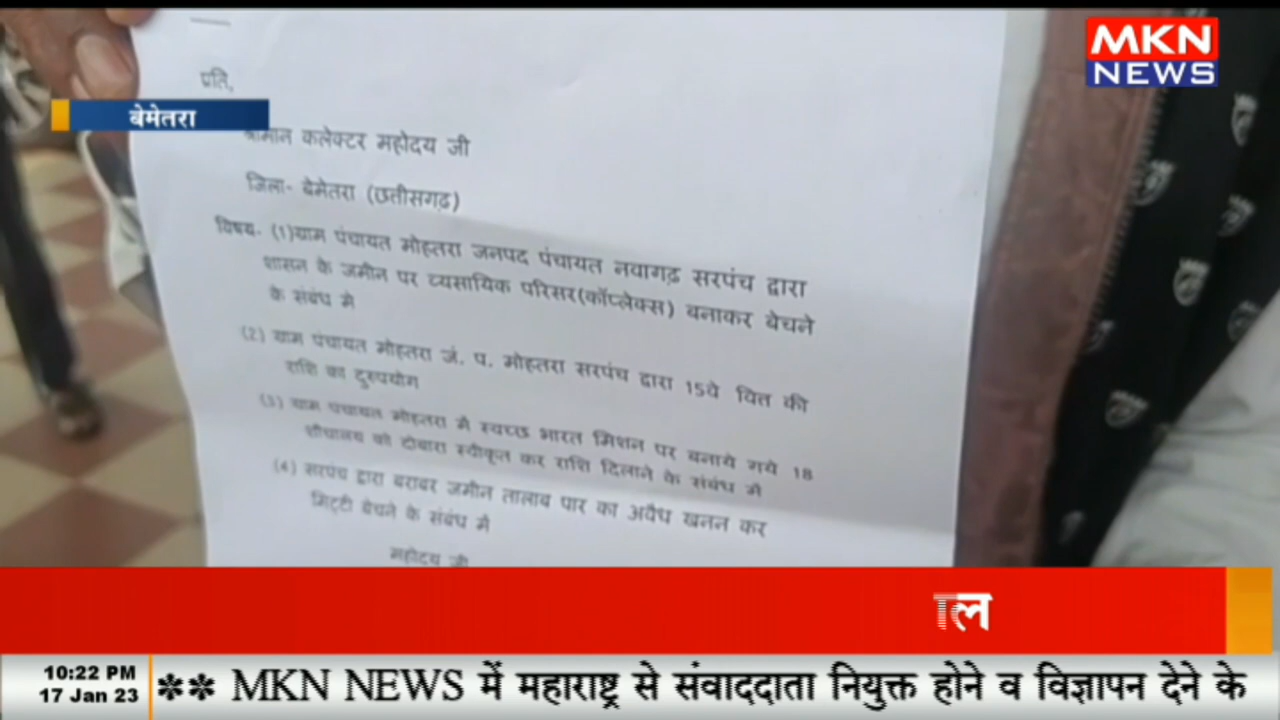 MKN
NEWS
प्रति,
बेमेतरा
श्रीमान कलेक्टर महोदय जी
जिला- बेमेतरा (छत्तीसगढ़)
विषय- (1)ग्राम पंचायत मोहतरा जनपद पंचायत नवागढ़ सरपंच द्वारा
शासन के जमीन पर व्यसायिक परिसर(कॉप्लेक्स) बनाकर बेचने
के संबंध मे
(2) ग्राम पंचायत मोहतरा जं. प. मोहतरा सरपंच द्वारा 15वे वित की
राशि का दुरुपयोग
(3) ग्राम पंचायत मोहतरा मै स्वच्छ भारत मिशन पर बनाये गये 18
शौचालय को दोबारा स्वीकृत कर राशि दिलाने के संबंध मै
(4) सरपंच द्वारा बराबर जमीन तालाब पार का अवैध खनन कर
मिट्टी बेचने के संबंध मै
महोदय जी
ाल
10:22 PM
17 Jan 23
** MKN NEWS में महाराष्ट्र से संवाददाता नियुक्त होने व विज्ञापन देने के